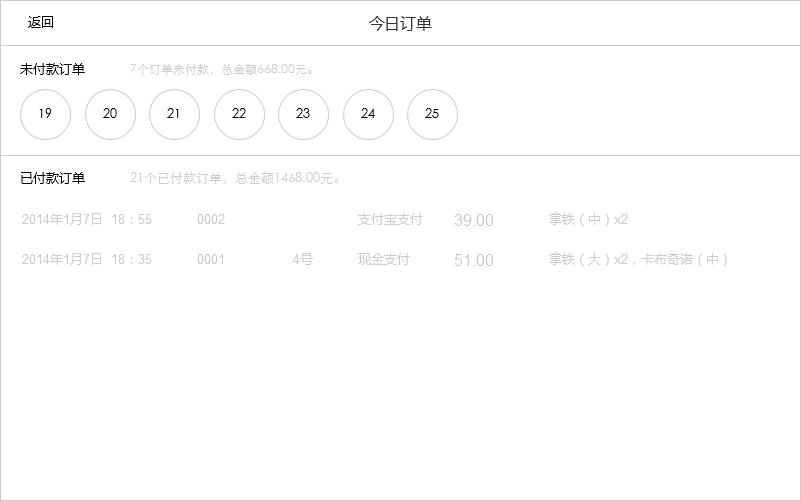 返回 今日订单
未付款订单 7个订单未付款，总金额668.00元。
19 20 21 22 23 24 25
已付款订单 21个已付款订单，总金额1468.00元。
2014年1月7日 18：55 0002 支付宝支付 39.00 拿铁（中）x2
2014年1月7日 18：35 0001 4号 现金支付 51.00 拿铁（大）x2，卡布奇诺（中）